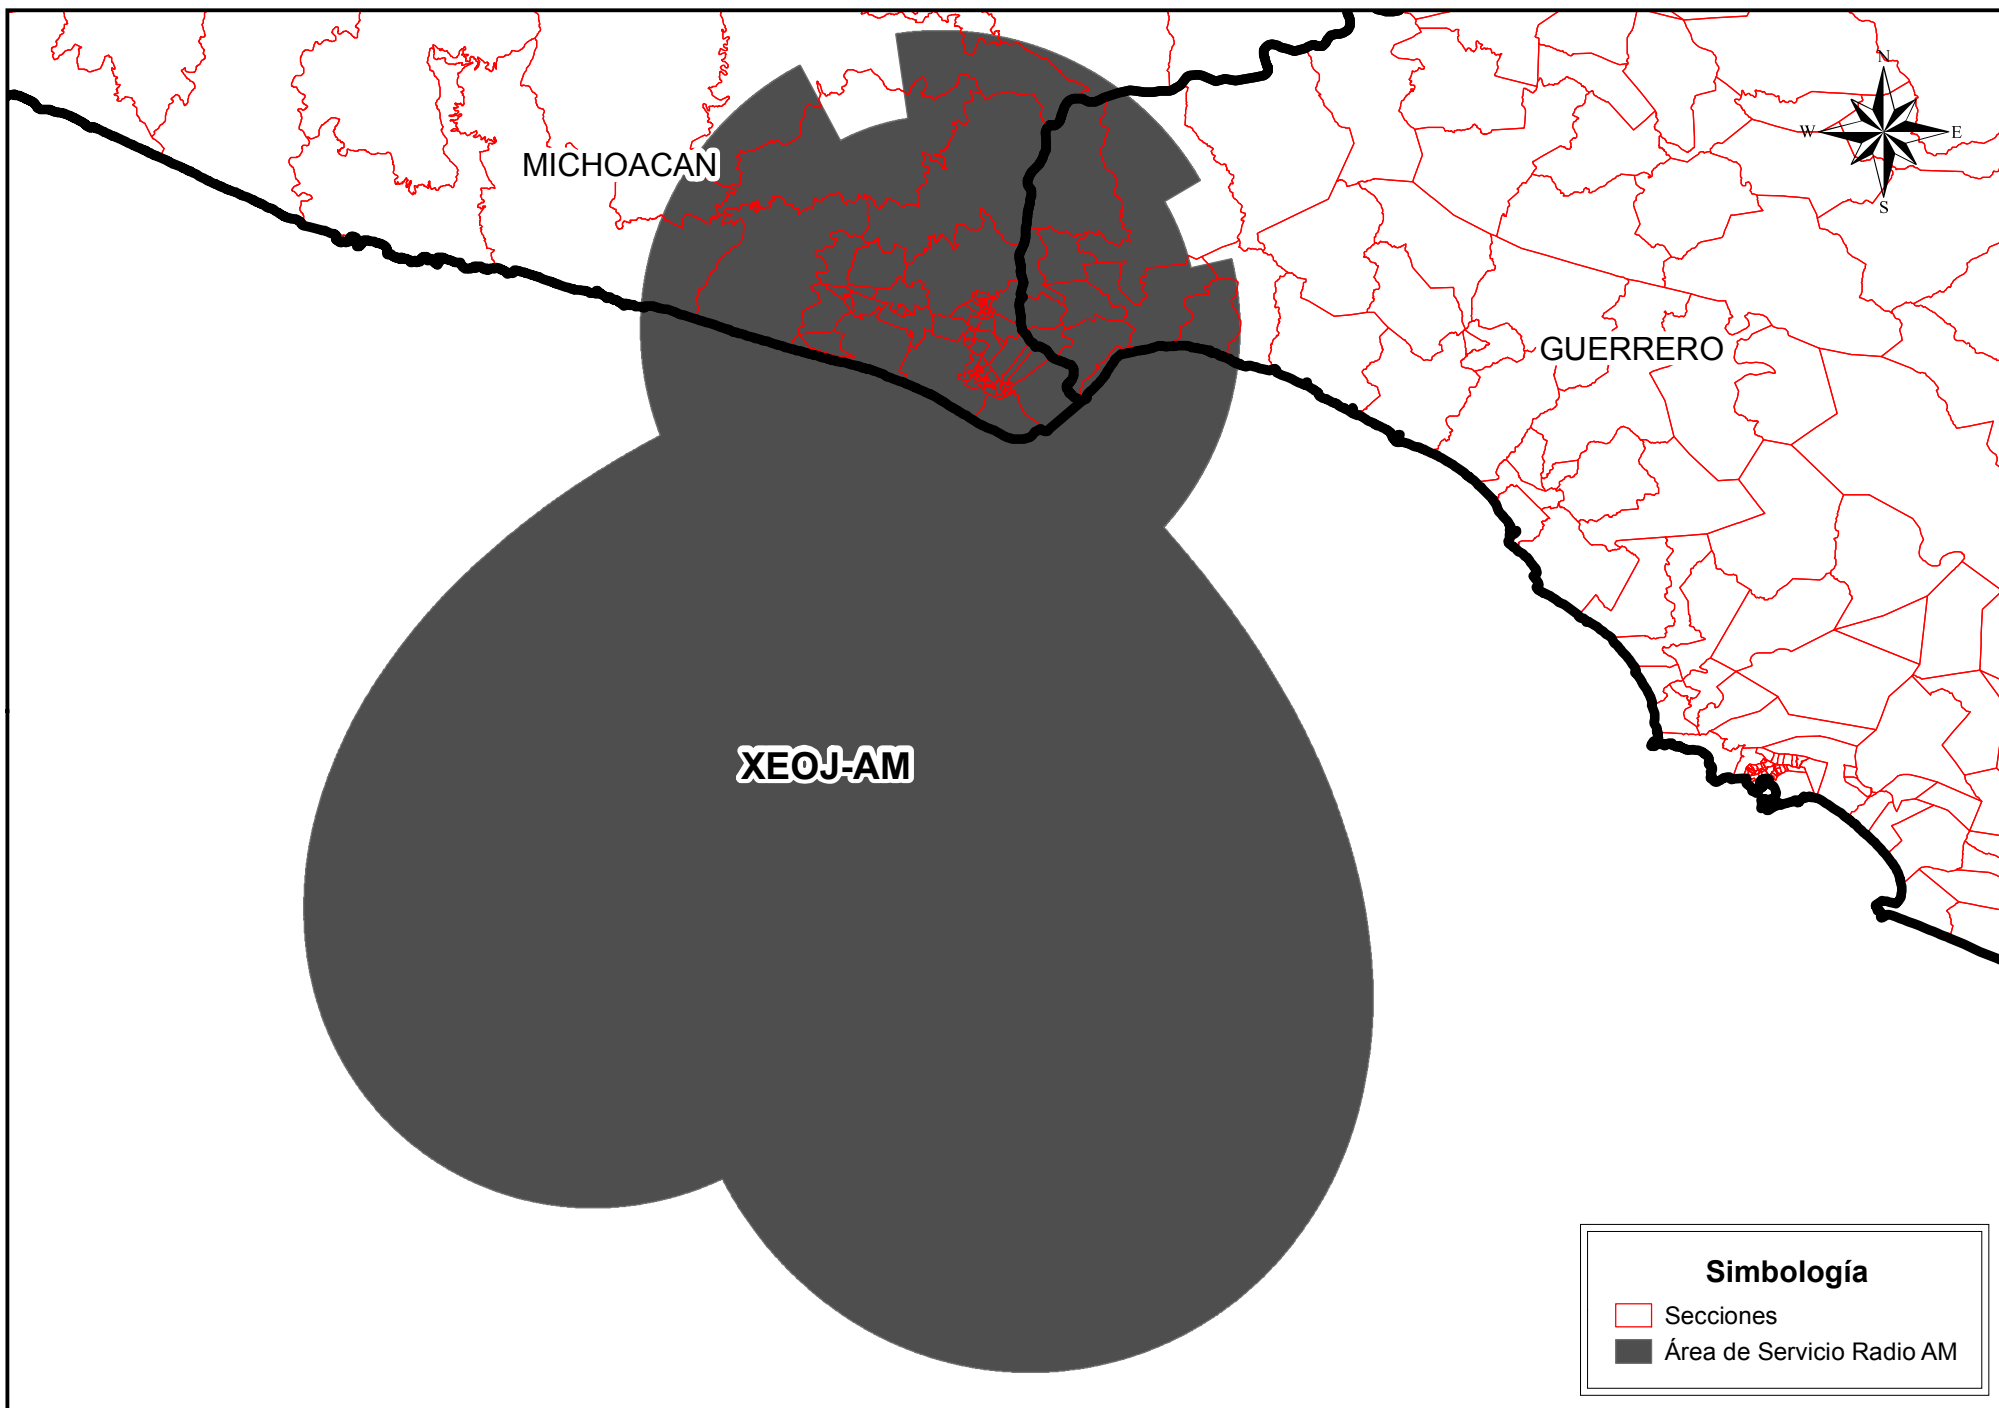 N
W
E
S
MICHOACAN
GUERRERO
XEOJ-AM
Simbología
Secciones
Área de Servicio Radio AM